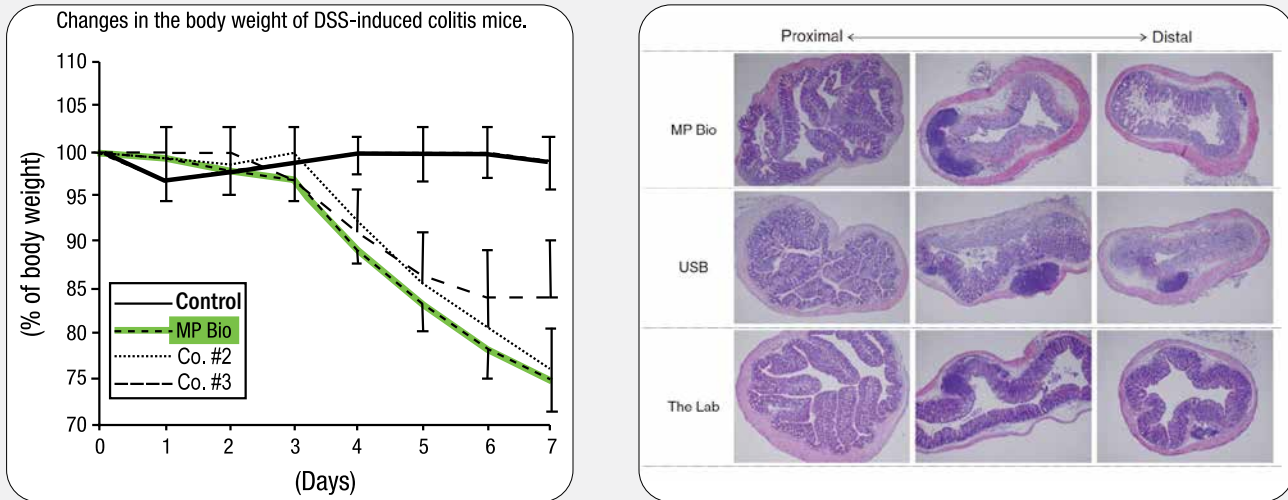 Changes in the body weight of DSS-induced colitis mice.
(% of body weight)
110
105
100
95
90
85
80
75
70
0 1 2 3 4 5 6 7
(Days)
Control
MP Bio
Co. #2
Co. #3
Proximal Distal
MP Bio
USB
The Lab